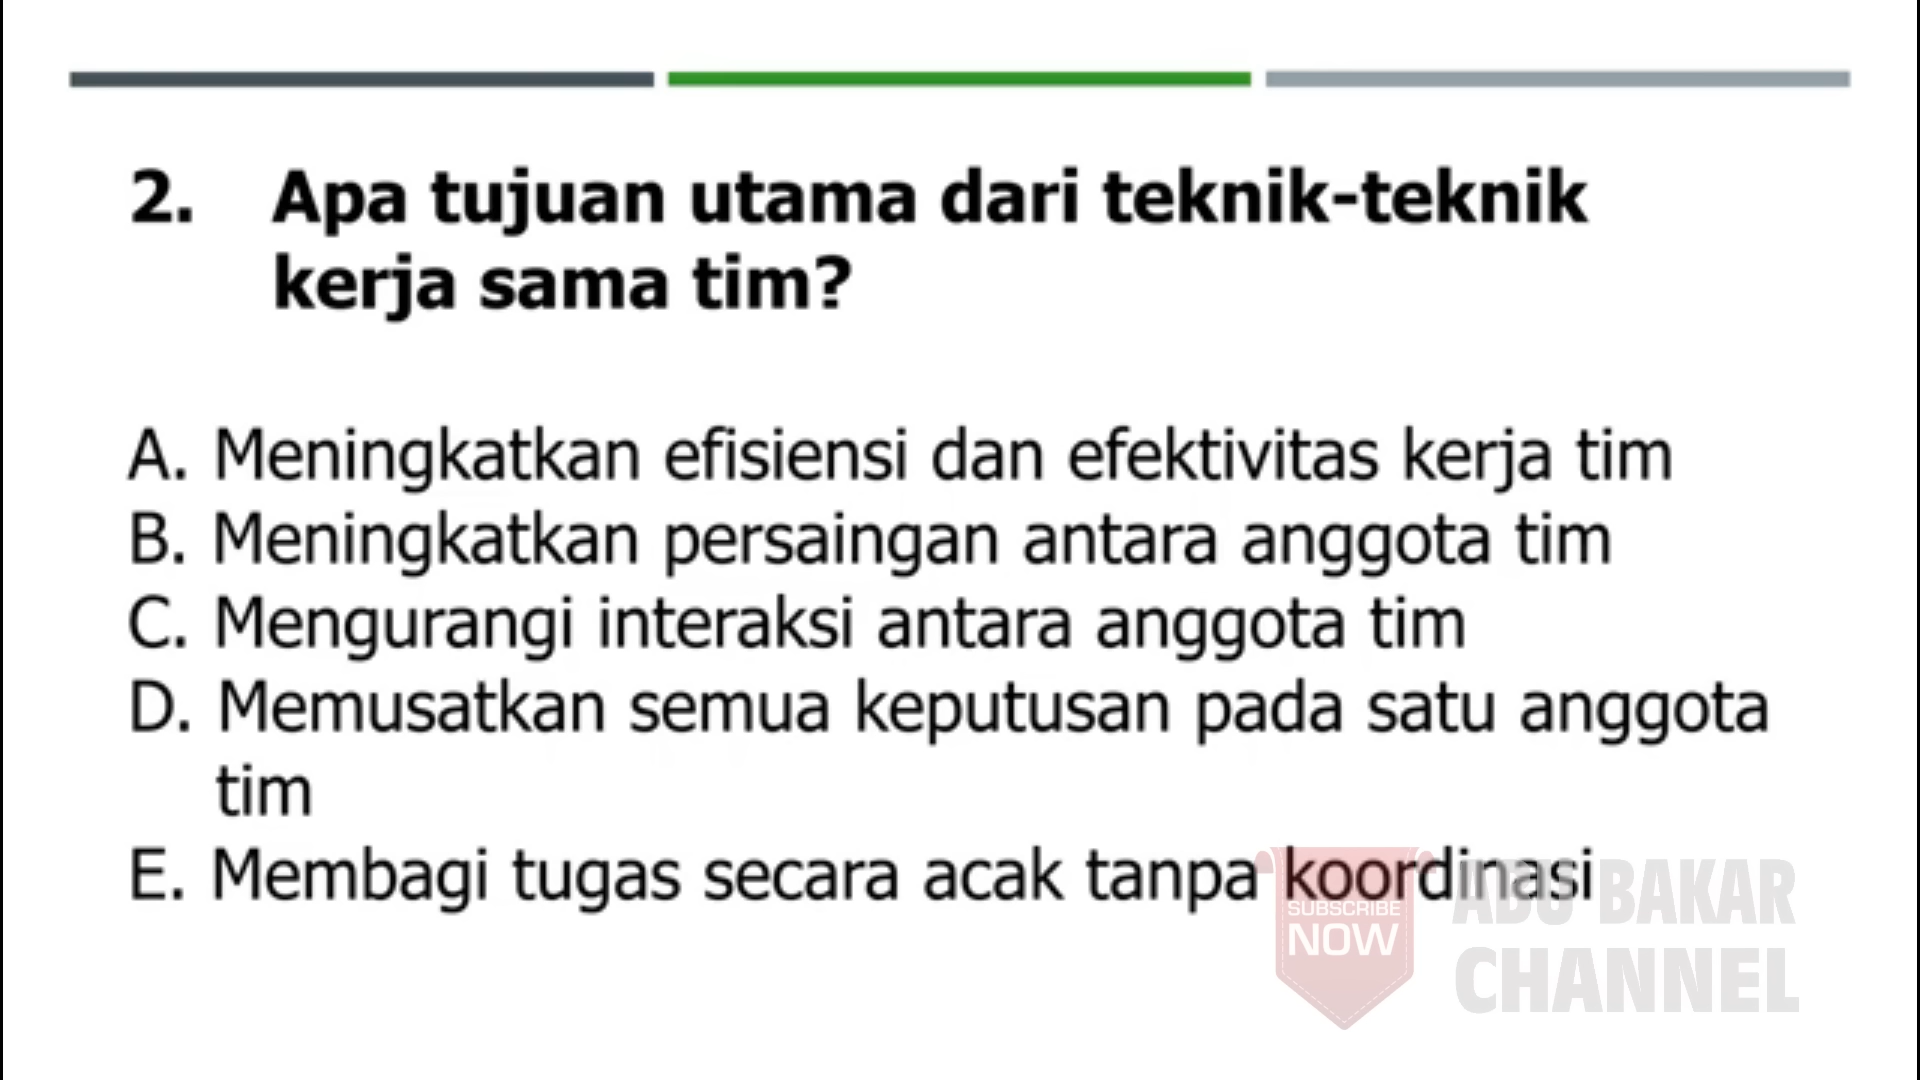 2. Apa tujuan utama dari teknik-teknik
kerja sama tim?
A. Meningkatkan efisiensi dan efektivitas kerja tim
B. Meningkatkan persaingan antara anggota tim
C. Mengurangi interaksi antara anggota tim
D. Memusatkan semua keputusan pada satu anggota
tim
E. Membagi tugas secara acak tanpa koordinasi
SUBSCRIBE
NOW
ABU BAKAR
CHANNEL